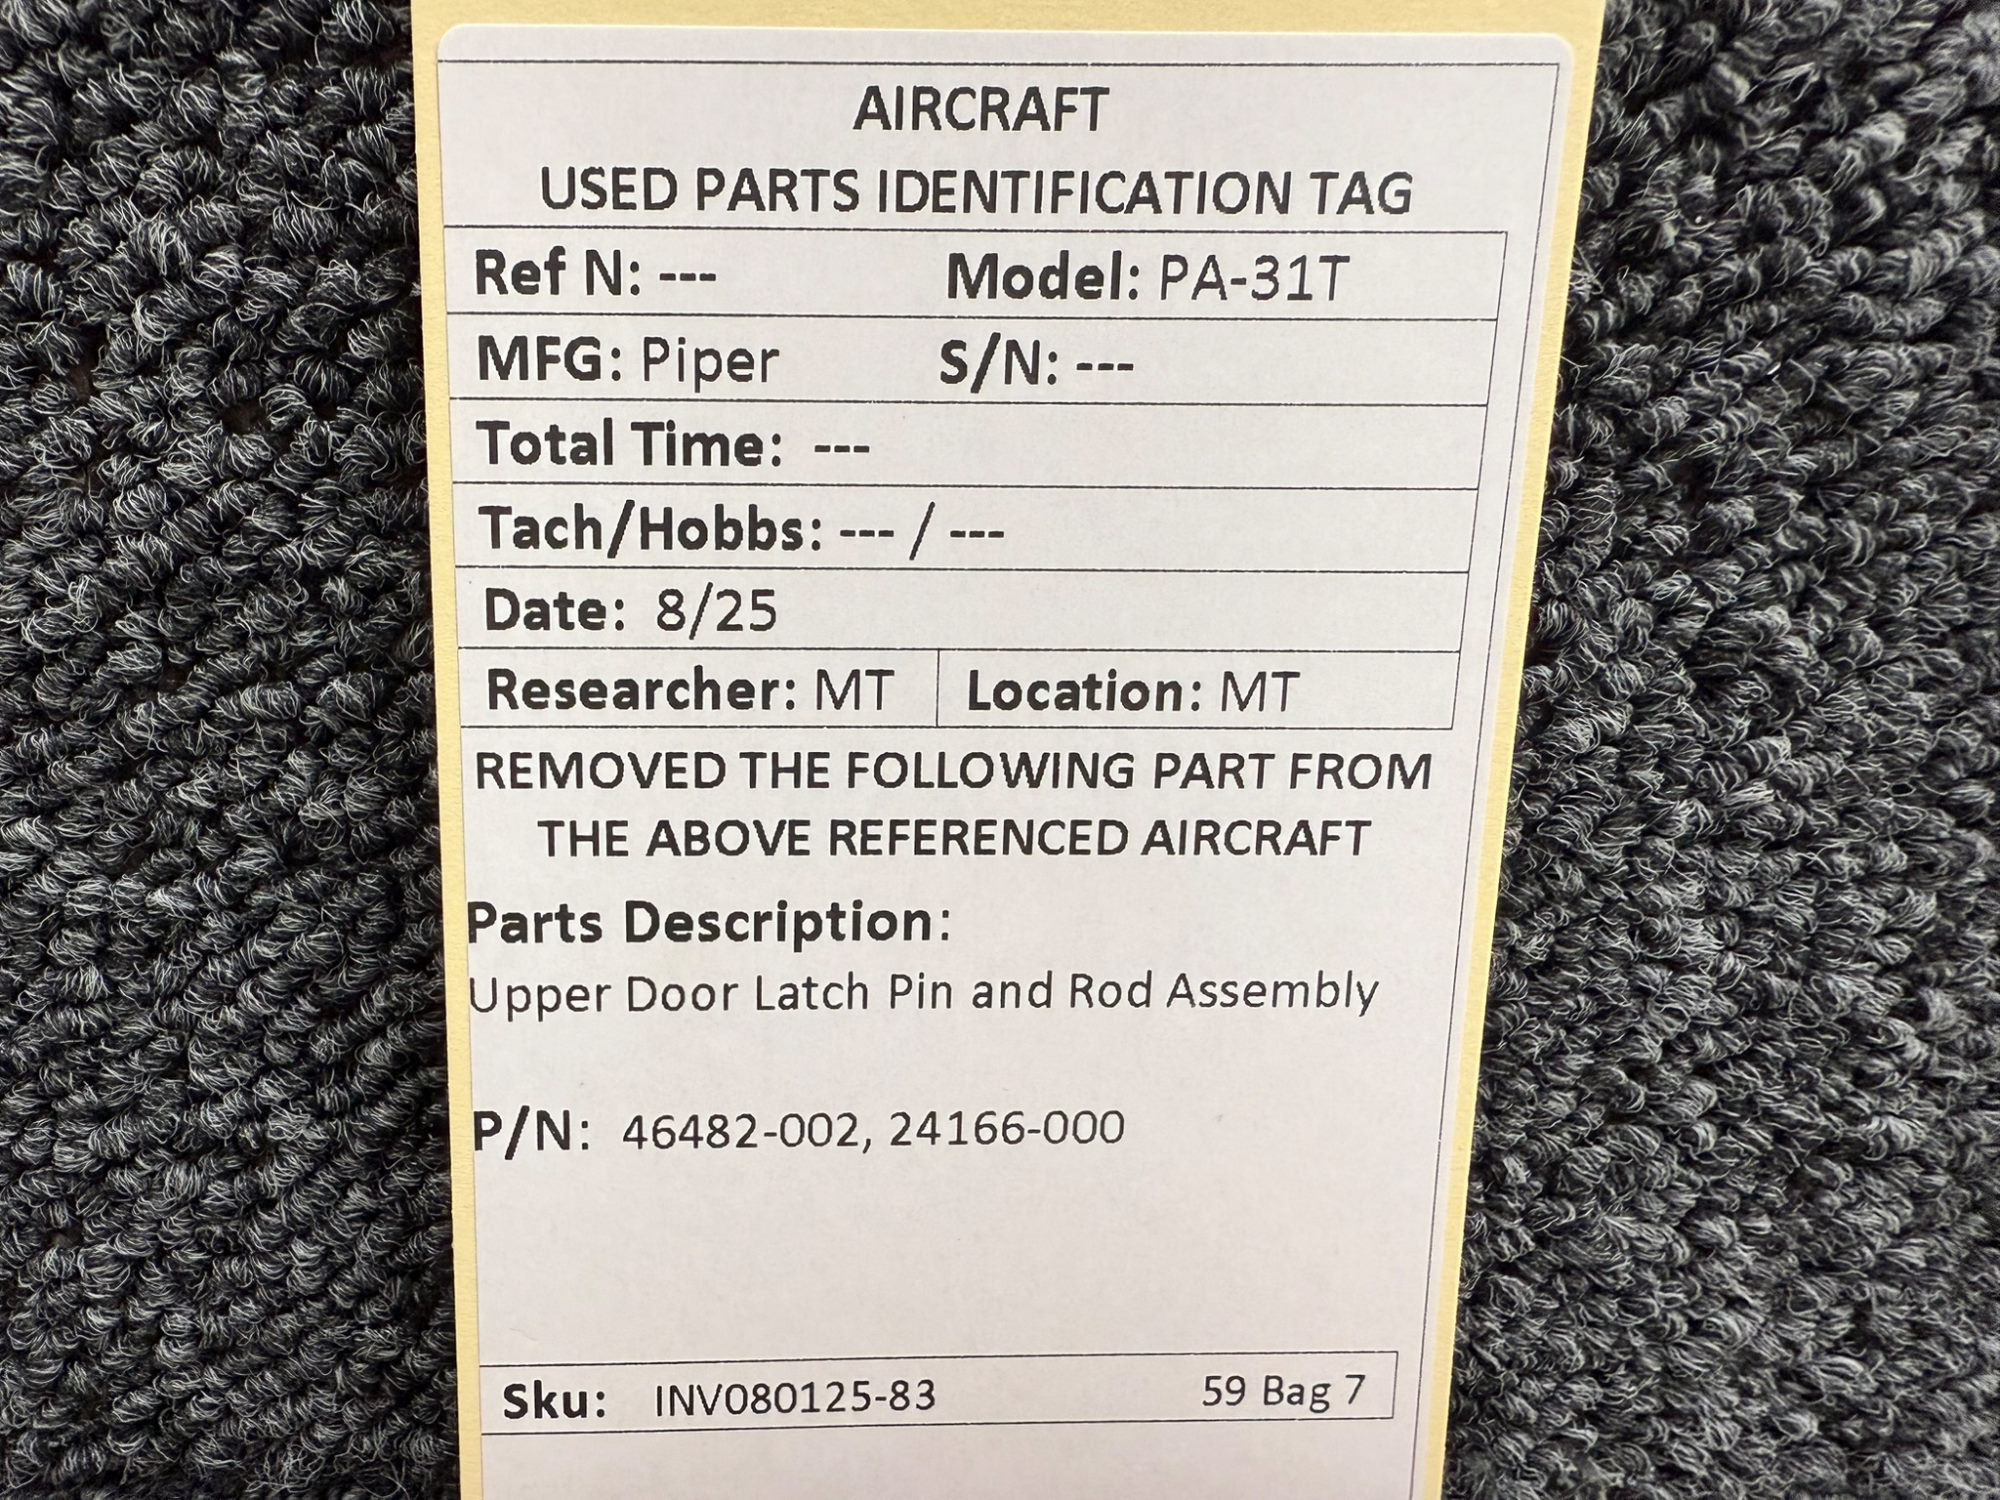 AIRCRAFT
USED PARTS IDENTIFICATION TAG
Ref N: --- Model: PA-31T
MFG: Piper S/N: ---
Total Time: ---
Tach/Hobbs: --- / ---
Date: 8/25
Researcher: MT Location: MT
REMOVED THE FOLLOWING PART FROM
THE ABOVE REFERENCED AIRCRAFT
Parts Description:
Upper Door Latch Pin and Rod Assembly
P/N: 46482-002, 24166-000
Sku: INV080125-83 59 Bag 7